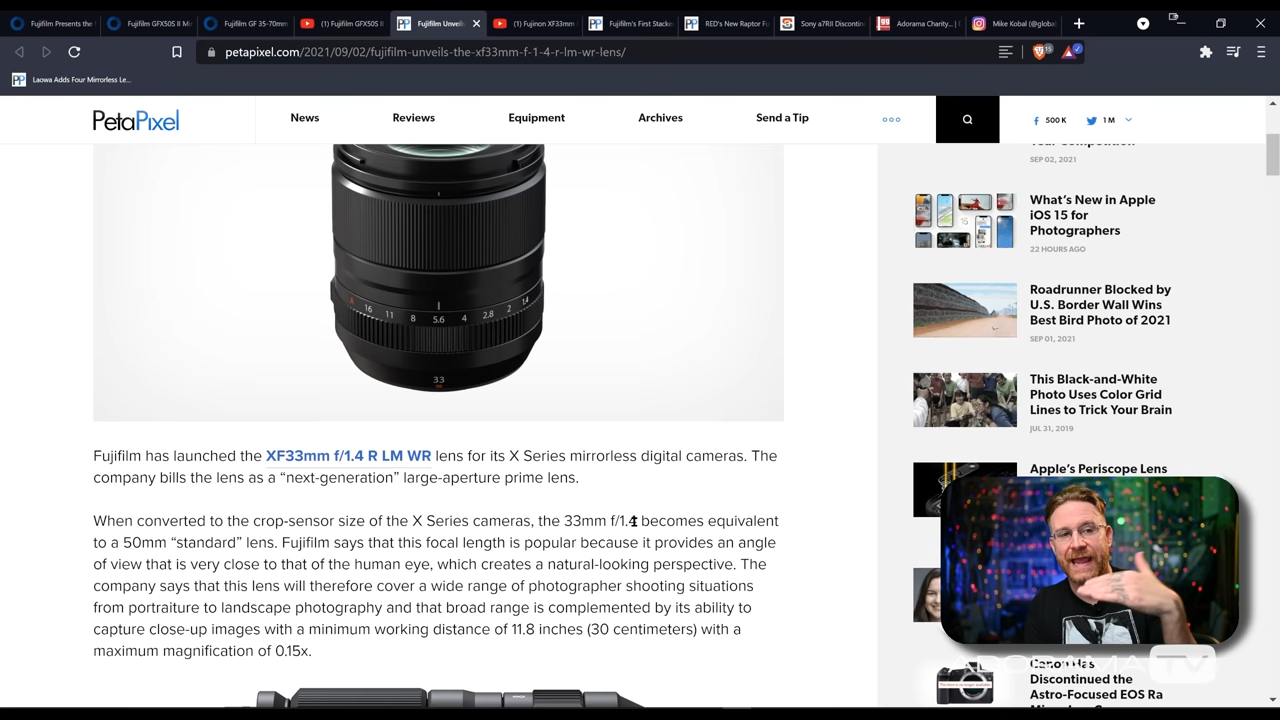 Fujifilm Presents the
Fujifilm GFX50S II Mir
Fujifilm GF 35-70mm
(1) Fujifilm GFX50S II
Fujifilm Unveils
(1) Fujinon XF33mm
Fujifilm's First Stacke
RED's New Raptor Fu
Sony a7RII Discontin
Adorama Charity... |
Mike Kobal (@globa
petapixel.com/2021/09/02/fujifilm-unveils-the-xf33mm-f-1-4-r-lm-wr-lens/
15
Laowa Adds Four Mirrorless Le...
PetaPixel
News
Reviews
Equipment
Archives
Send a Tip
500 K
1 M
SEP 02, 2021
What's New in Apple
iOS 15 for
Photographers
22 HOURS AGO
Roadrunner Blocked by
U.S. Border Wall Wins
Best Bird Photo of 2021
SEP 01, 2021
This Black-and-White
Photo Uses Color Grid
Lines to Trick Your Brain
JUL 31, 2019
Apple's Periscope Lens
A 16 11 8 5.6 4 2.8 2 1.4
33
Fujifilm has launched the XF33mm f/1.4 R LM WR lens for its X Series mirrorless digital cameras. The
company bills the lens as a “next-generation” large-aperture prime lens.
When converted to the crop-sensor size of the X Series cameras, the 33mm f/1.4 becomes equivalent
to a 50mm “standard” lens. Fujifilm says that this focal length is popular because it provides an angle
of view that is very close to that of the human eye, which creates a natural-looking perspective. The
company says that this lens will therefore cover a wide range of photographer shooting situations
from portraiture to landscape photography and that broad range is complemented by its ability to
capture close-up images with a minimum working distance of 11.8 inches (30 centimeters) with a
maximum magnification of 0.15x.
ADORAMA TV
Canon Has
Discontinued the
Astro-Focused EOS Ra